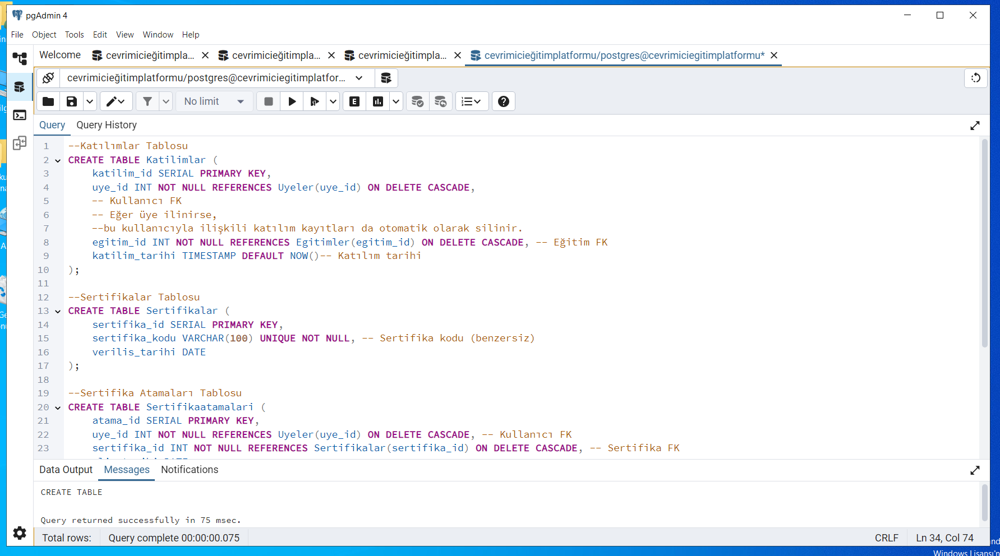 pgAdmin 4
File Object Tools Edit View Window Help
Welcome cevrimicieğitimpla... cevrimicieğitimpla... cevrimicieğitimpla... cevrimicieğitimplatformu/postgres@cevrimiciegitimplatformu*
cevrimicieğitimplatformu/postgres@cevrimiciegitimplatfor...
No limit
Query Query History
1 --Katılımlar Tablosu
2 CREATE TABLE Katilimlar (
3 katilim_id SERIAL PRIMARY KEY,
4 uye_id INT NOT NULL REFERENCES Uyeler(uye_id) ON DELETE CASCADE,
5 -- Kullanıcı FK
6 -- Eğer üye ilinirse,
7 --bu kullanıcıyla ilişkili katılım kayıtları da otomatik olarak silinir.
8 egitim_id INT NOT NULL REFERENCES Egitimler(egitim_id) ON DELETE CASCADE, -- Eğitim FK
9 katilim_tarihi TIMESTAMP DEFAULT NOW()-- Katılım tarihi
10 );
11
12 --Sertifikalar Tablosu
13 CREATE TABLE Sertifikalar (
14 sertifika_id SERIAL PRIMARY KEY,
15 sertifika_kodu VARCHAR(100) UNIQUE NOT NULL, -- Sertifika kodu (benzersiz)
16 verilis_tarihi DATE
17 );
18
19 --Sertifika Atamaları Tablosu
20 CREATE TABLE Sertifikaatamalari (
21 atama_id SERIAL PRIMARY KEY,
22 uye_id INT NOT NULL REFERENCES Uyeler(uye_id) ON DELETE CASCADE, -- Kullanıcı FK
23 sertifika_id INT NOT NULL REFERENCES Sertifikalar(sertifika_id) ON DELETE CASCADE, -- Sertifika FK
Data Output Messages Notifications
CREATE TABLE
Query returned successfully in 75 msec.
Total rows: Query complete 00:00:00.075 CRLF Ln 34, Col 74
Windows Lisansı'n